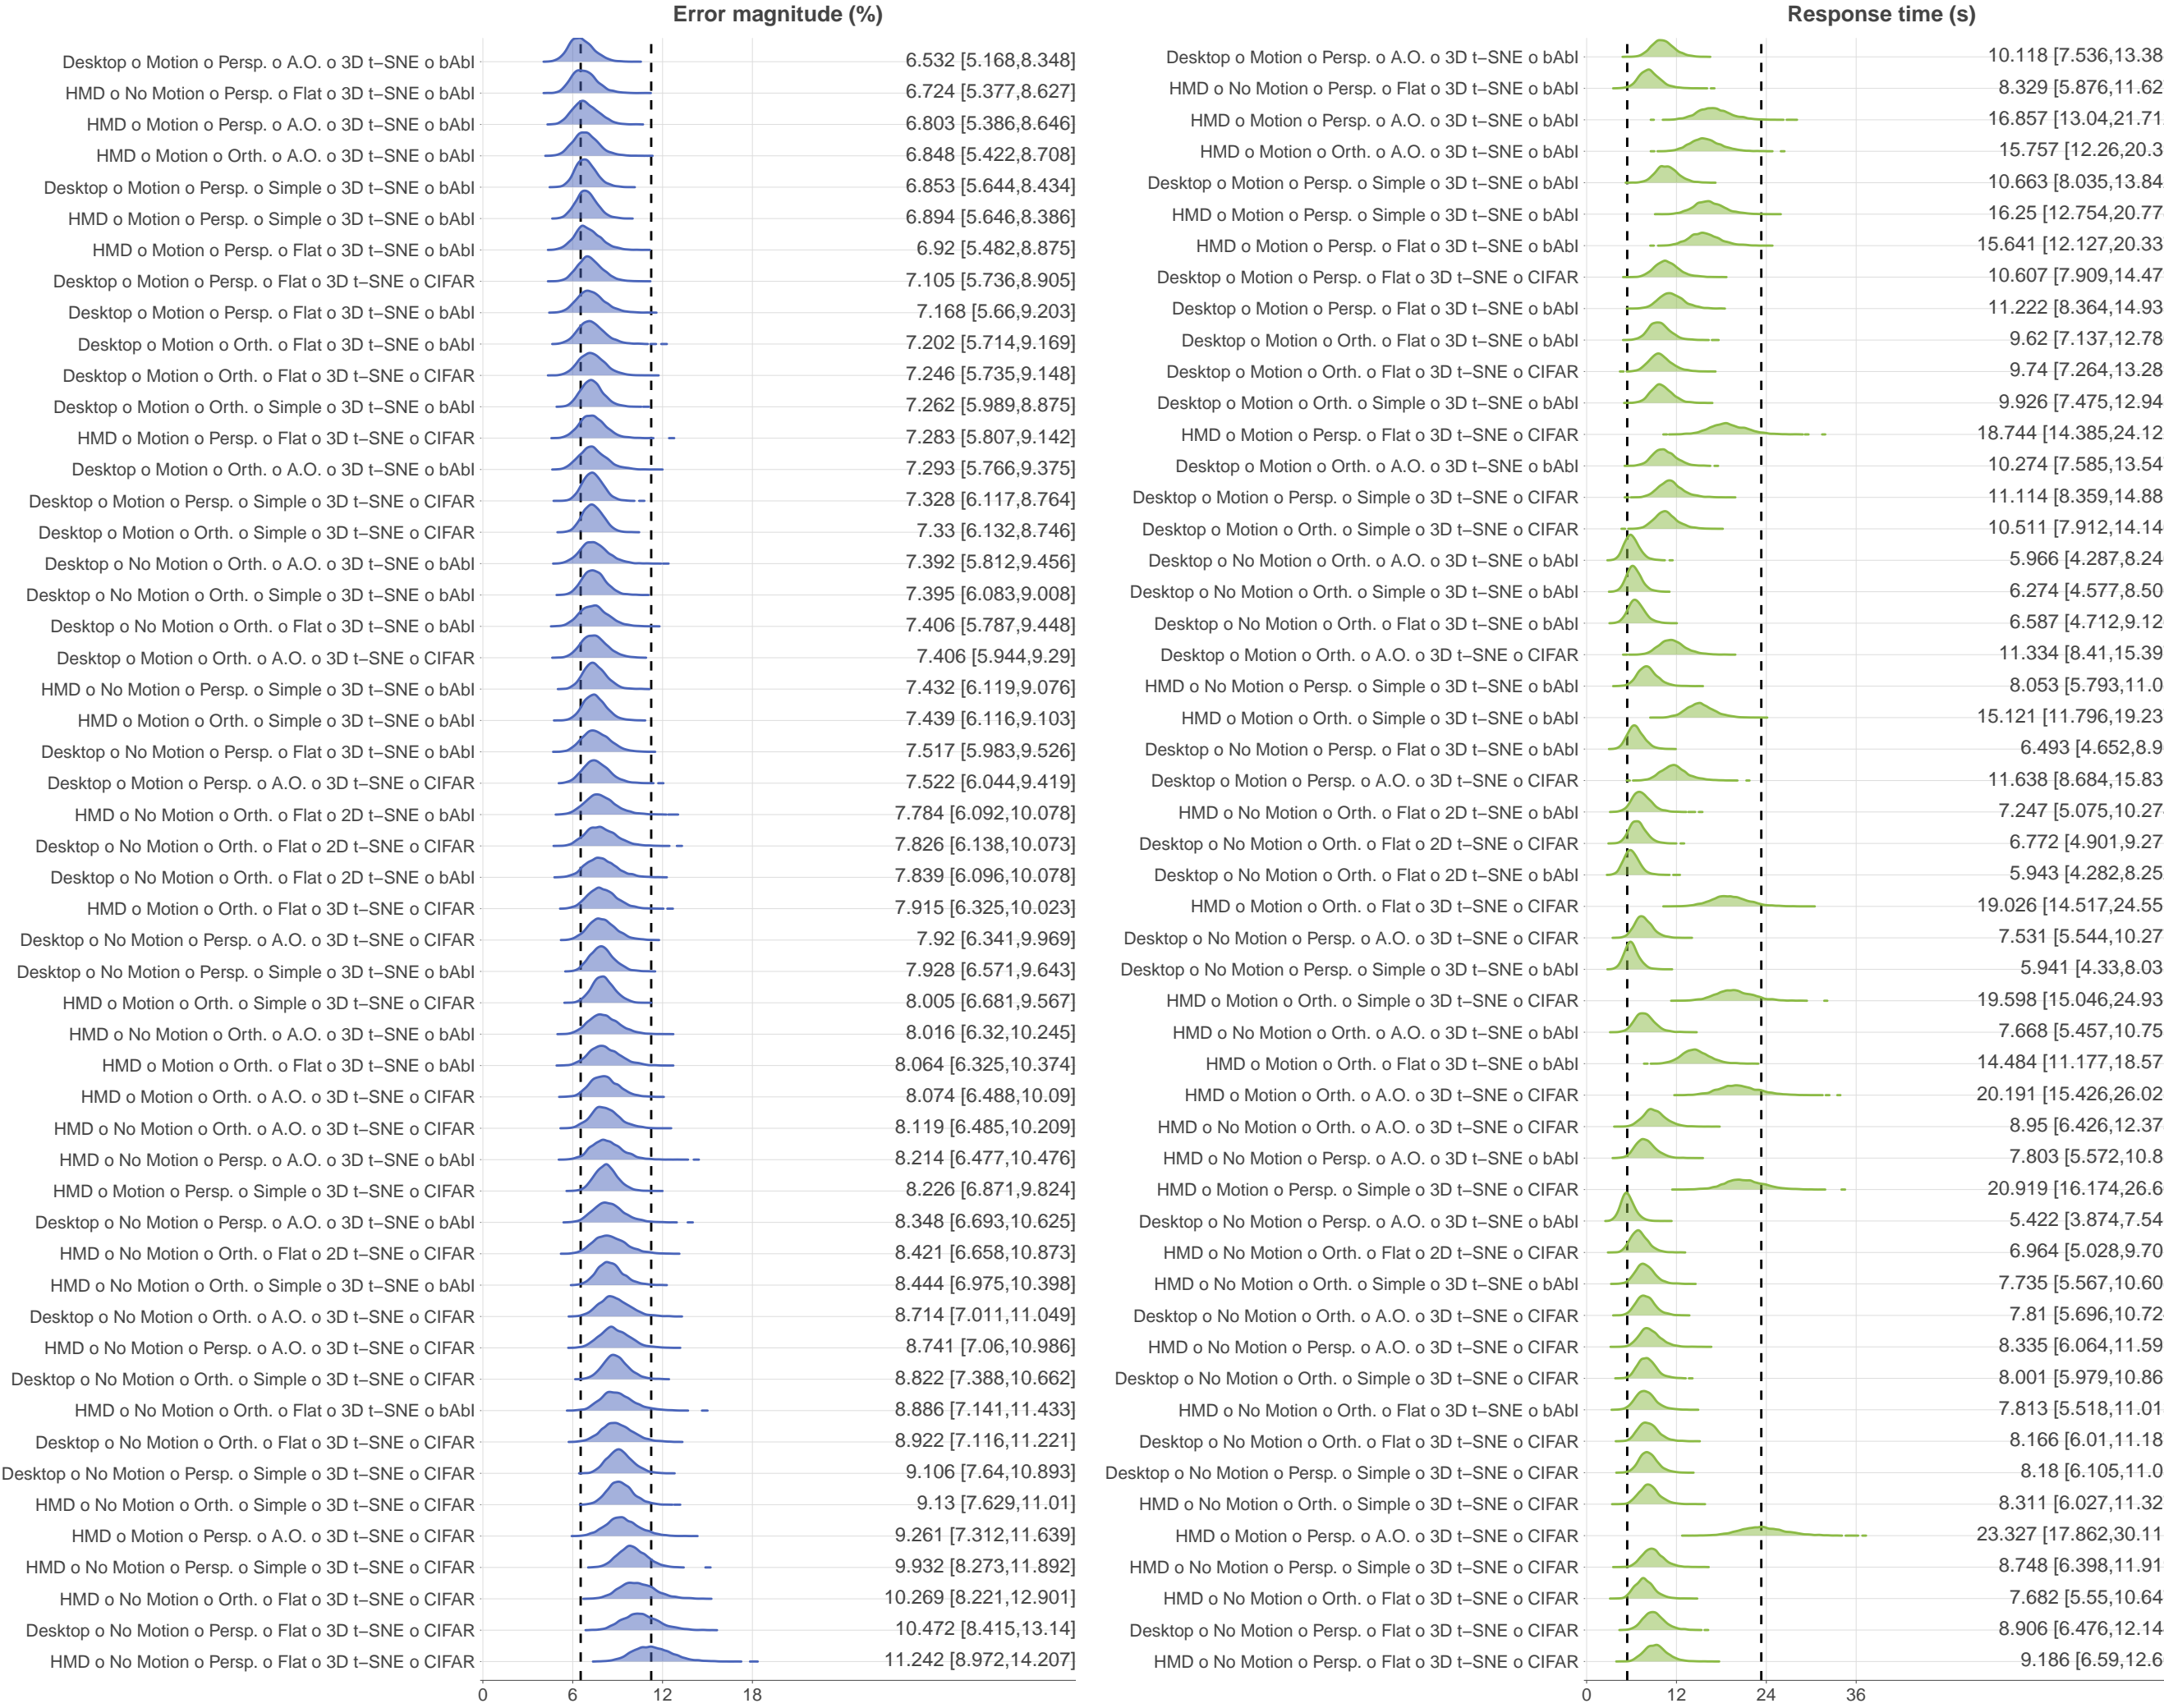 Error magnitude (%)
Desktop o Motion o Persp. o A.O. o 3D t−SNE o bAbI 6.532 [5.168,8.348]
HMD o No Motion o Persp. o Flat o 3D t−SNE o bAbI 6.724 [5.377,8.627]
HMD o Motion o Persp. o A.O. o 3D t−SNE o bAbI 6.803 [5.386,8.646]
HMD o Motion o Orth. o A.O. o 3D t−SNE o bAbI 6.848 [5.422,8.708]
Desktop o Motion o Persp. o Simple o 3D t−SNE o bAbI 6.853 [5.644,8.434]
HMD o Motion o Persp. o Simple o 3D t−SNE o bAbI 6.894 [5.646,8.386]
HMD o Motion o Persp. o Flat o 3D t−SNE o bAbI 6.92 [5.482,8.875]
Desktop o Motion o Persp. o Flat o 3D t−SNE o CIFAR 7.105 [5.736,8.905]
Desktop o Motion o Persp. o Flat o 3D t−SNE o bAbI 7.168 [5.66,9.203]
Desktop o Motion o Orth. o Flat o 3D t−SNE o bAbI 7.202 [5.714,9.169]
Desktop o Motion o Orth. o Flat o 3D t−SNE o CIFAR 7.246 [5.735,9.148]
Desktop o Motion o Orth. o Simple o 3D t−SNE o bAbI 7.262 [5.989,8.875]
HMD o Motion o Persp. o Flat o 3D t−SNE o CIFAR 7.283 [5.807,9.142]
Desktop o Motion o Orth. o A.O. o 3D t−SNE o bAbI 7.293 [5.766,9.375]
Desktop o Motion o Persp. o Simple o 3D t−SNE o CIFAR 7.328 [6.117,8.764]
Desktop o Motion o Orth. o Simple o 3D t−SNE o CIFAR 7.33 [6.132,8.746]
Desktop o No Motion o Orth. o A.O. o 3D t−SNE o bAbI 7.392 [5.812,9.456]
Desktop o No Motion o Orth. o Simple o 3D t−SNE o bAbI 7.395 [6.083,9.008]
Desktop o No Motion o Orth. o Flat o 3D t−SNE o bAbI 7.406 [5.787,9.448]
Desktop o Motion o Orth. o A.O. o 3D t−SNE o CIFAR 7.406 [5.944,9.29]
HMD o No Motion o Persp. o Simple o 3D t−SNE o bAbI 7.432 [6.119,9.076]
HMD o Motion o Orth. o Simple o 3D t−SNE o bAbI 7.439 [6.116,9.103]
Desktop o No Motion o Persp. o Flat o 3D t−SNE o bAbI 7.517 [5.983,9.526]
Desktop o Motion o Persp. o A.O. o 3D t−SNE o CIFAR 7.522 [6.044,9.419]
HMD o No Motion o Orth. o Flat o 2D t−SNE o bAbI 7.784 [6.092,10.078]
Desktop o No Motion o Orth. o Flat o 2D t−SNE o CIFAR 7.826 [6.138,10.073]
Desktop o No Motion o Orth. o Flat o 2D t−SNE o bAbI 7.839 [6.096,10.078]
HMD o Motion o Orth. o Flat o 3D t−SNE o CIFAR 7.915 [6.325,10.023]
Desktop o No Motion o Persp. o A.O. o 3D t−SNE o CIFAR 7.92 [6.341,9.969]
Desktop o No Motion o Persp. o Simple o 3D t−SNE o bAbI 7.928 [6.571,9.643]
HMD o Motion o Orth. o Simple o 3D t−SNE o CIFAR 8.005 [6.681,9.567]
HMD o No Motion o Orth. o A.O. o 3D t−SNE o bAbI 8.016 [6.32,10.245]
HMD o Motion o Orth. o Flat o 3D t−SNE o bAbI 8.064 [6.325,10.374]
HMD o Motion o Orth. o A.O. o 3D t−SNE o CIFAR 8.074 [6.488,10.09]
HMD o No Motion o Orth. o A.O. o 3D t−SNE o CIFAR 8.119 [6.485,10.209]
HMD o No Motion o Persp. o A.O. o 3D t−SNE o bAbI 8.214 [6.477,10.476]
HMD o Motion o Persp. o Simple o 3D t−SNE o CIFAR 8.226 [6.871,9.824]
Desktop o No Motion o Persp. o A.O. o 3D t−SNE o bAbI 8.348 [6.693,10.625]
HMD o No Motion o Orth. o Flat o 2D t−SNE o CIFAR 8.421 [6.658,10.873]
HMD o No Motion o Orth. o Simple o 3D t−SNE o bAbI 8.444 [6.975,10.398]
Desktop o No Motion o Orth. o A.O. o 3D t−SNE o CIFAR 8.714 [7.011,11.049]
HMD o No Motion o Persp. o A.O. o 3D t−SNE o CIFAR 8.741 [7.06,10.986]
Desktop o No Motion o Orth. o Simple o 3D t−SNE o CIFAR 8.822 [7.388,10.662]
HMD o No Motion o Orth. o Flat o 3D t−SNE o bAbI 8.886 [7.141,11.433]
Desktop o No Motion o Orth. o Flat o 3D t−SNE o CIFAR 8.922 [7.116,11.221]
Desktop o No Motion o Persp. o Simple o 3D t−SNE o CIFAR 9.106 [7.64,10.893]
HMD o No Motion o Orth. o Simple o 3D t−SNE o CIFAR 9.13 [7.629,11.01]
HMD o Motion o Persp. o A.O. o 3D t−SNE o CIFAR 9.261 [7.312,11.639]
HMD o No Motion o Persp. o Simple o 3D t−SNE o CIFAR 9.932 [8.273,11.892]
HMD o No Motion o Orth. o Flat o 3D t−SNE o CIFAR 10.269 [8.221,12.901]
Desktop o No Motion o Persp. o Flat o 3D t−SNE o CIFAR 10.472 [8.415,13.14]
HMD o No Motion o Persp. o Flat o 3D t−SNE o CIFAR 11.242 [8.972,14.207]
0 6 12 18
Response time (s)
Desktop o Motion o Persp. o A.O. o 3D t−SNE o bAbI 10.118 [7.536,13.38
HMD o No Motion o Persp. o Flat o 3D t−SNE o bAbI 8.329 [5.876,11.62
HMD o Motion o Persp. o A.O. o 3D t−SNE o bAbI 16.857 [13.04,21.71
HMD o Motion o Orth. o A.O. o 3D t−SNE o bAbI 15.757 [12.26,20.3
Desktop o Motion o Persp. o Simple o 3D t−SNE o bAbI 10.663 [8.035,13.84
HMD o Motion o Persp. o Simple o 3D t−SNE o bAbI 16.25 [12.754,20.77
HMD o Motion o Persp. o Flat o 3D t−SNE o bAbI 15.641 [12.127,20.33
Desktop o Motion o Persp. o Flat o 3D t−SNE o CIFAR 10.607 [7.909,14.47
Desktop o Motion o Persp. o Flat o 3D t−SNE o bAbI 11.222 [8.364,14.93
Desktop o Motion o Orth. o Flat o 3D t−SNE o bAbI 9.62 [7.137,12.78
Desktop o Motion o Orth. o Flat o 3D t−SNE o CIFAR 9.74 [7.264,13.28
Desktop o Motion o Orth. o Simple o 3D t−SNE o bAbI 9.926 [7.475,12.94
HMD o Motion o Persp. o Flat o 3D t−SNE o CIFAR 18.744 [14.385,24.12
Desktop o Motion o Orth. o A.O. o 3D t−SNE o bAbI 10.274 [7.585,13.54
Desktop o Motion o Persp. o Simple o 3D t−SNE o CIFAR 11.114 [8.359,14.88
Desktop o Motion o Orth. o Simple o 3D t−SNE o CIFAR 10.511 [7.912,14.14
Desktop o No Motion o Orth. o A.O. o 3D t−SNE o bAbI 5.966 [4.287,8.24
Desktop o No Motion o Orth. o Simple o 3D t−SNE o bAbI 6.274 [4.577,8.50
Desktop o No Motion o Orth. o Flat o 3D t−SNE o bAbI 6.587 [4.712,9.12
Desktop o Motion o Orth. o A.O. o 3D t−SNE o CIFAR 11.334 [8.41,15.39
HMD o No Motion o Persp. o Simple o 3D t−SNE o bAbI 8.053 [5.793,11.0
HMD o Motion o Orth. o Simple o 3D t−SNE o bAbI 15.121 [11.796,19.23
Desktop o No Motion o Persp. o Flat o 3D t−SNE o bAbI 6.493 [4.652,8.9
Desktop o Motion o Persp. o A.O. o 3D t−SNE o CIFAR 11.638 [8.684,15.83
HMD o No Motion o Orth. o Flat o 2D t−SNE o bAbI 7.247 [5.075,10.27
Desktop o No Motion o Orth. o Flat o 2D t−SNE o CIFAR 6.772 [4.901,9.27
Desktop o No Motion o Orth. o Flat o 2D t−SNE o bAbI 5.943 [4.282,8.25
HMD o Motion o Orth. o Flat o 3D t−SNE o CIFAR 19.026 [14.517,24.55
Desktop o No Motion o Persp. o A.O. o 3D t−SNE o CIFAR 7.531 [5.544,10.27
Desktop o No Motion o Persp. o Simple o 3D t−SNE o bAbI 5.941 [4.33,8.03
HMD o Motion o Orth. o Simple o 3D t−SNE o CIFAR 19.598 [15.046,24.93
HMD o No Motion o Orth. o A.O. o 3D t−SNE o bAbI 7.668 [5.457,10.75
HMD o Motion o Orth. o Flat o 3D t−SNE o bAbI 14.484 [11.177,18.57
HMD o Motion o Orth. o A.O. o 3D t−SNE o CIFAR 20.191 [15.426,26.02
HMD o No Motion o Orth. o A.O. o 3D t−SNE o CIFAR 8.95 [6.426,12.37
HMD o No Motion o Persp. o A.O. o 3D t−SNE o bAbI 7.803 [5.572,10.8
HMD o Motion o Persp. o Simple o 3D t−SNE o CIFAR 20.919 [16.174,26.6
Desktop o No Motion o Persp. o A.O. o 3D t−SNE o bAbI 5.422 [3.874,7.54
HMD o No Motion o Orth. o Flat o 2D t−SNE o CIFAR 6.964 [5.028,9.70
HMD o No Motion o Orth. o Simple o 3D t−SNE o bAbI 7.735 [5.567,10.60
Desktop o No Motion o Orth. o A.O. o 3D t−SNE o CIFAR 7.81 [5.696,10.72
HMD o No Motion o Persp. o A.O. o 3D t−SNE o CIFAR 8.335 [6.064,11.59
Desktop o No Motion o Orth. o Simple o 3D t−SNE o CIFAR 8.001 [5.979,10.86
HMD o No Motion o Orth. o Flat o 3D t−SNE o bAbI 7.813 [5.518,11.01
Desktop o No Motion o Orth. o Flat o 3D t−SNE o CIFAR 8.166 [6.01,11.18
Desktop o No Motion o Persp. o Simple o 3D t−SNE o CIFAR 8.18 [6.105,11.0
HMD o No Motion o Orth. o Simple o 3D t−SNE o CIFAR 8.311 [6.027,11.32
HMD o Motion o Persp. o A.O. o 3D t−SNE o CIFAR 23.327 [17.862,30.11
HMD o No Motion o Persp. o Simple o 3D t−SNE o CIFAR 8.748 [6.398,11.91
HMD o No Motion o Orth. o Flat o 3D t−SNE o CIFAR 7.682 [5.55,10.64
Desktop o No Motion o Persp. o Flat o 3D t−SNE o CIFAR 8.906 [6.476,12.14
HMD o No Motion o Persp. o Flat o 3D t−SNE o CIFAR 9.186 [6.59,12.6
0 12 24 36